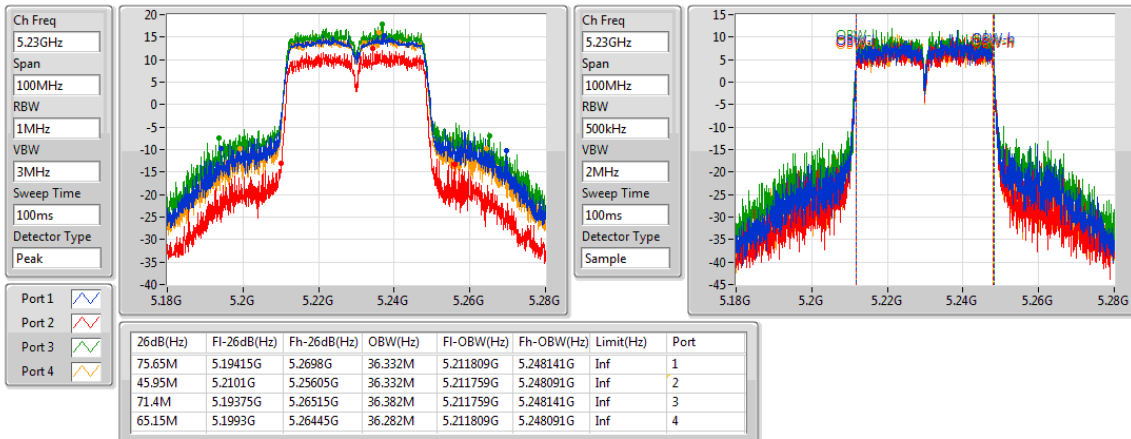 Ch Freq
5.23GHz
Span
100MHz
RBW
1MHz
VBW
3MHz
Sweep Time
100ms
Detector Type
Peak
20
15
10
5
0
-5
-10
-15
-20
-25
-30
-35
-40
5.18G 5.2G 5.22G 5.24G 5.26G 5.28G
Ch Freq
5.23GHz
Span
100MHz
RBW
500kHz
VBW
2MHz
Sweep Time
100ms
Detector Type
Sample
15
10
5
0
-5
-10
-15
-20
-25
-30
-35
-40
-45
5.18G 5.2G 5.22G 5.24G 5.26G 5.28G
Port 1
Port 2
Port 3
Port 4
26dB(Hz) Fl-26dB(Hz) Fh-26dB(Hz) OBW(Hz) Fl-OBW(Hz) Fh-OBW(Hz) Limit(Hz) Port
75.65M 5.19415G 5.2698G 36.332M 5.211809G 5.248141G Inf 1
45.95M 5.2101G 5.25605G 36.332M 5.211759G 5.248091G Inf 2
71.4M 5.19375G 5.26515G 36.382M 5.211759G 5.248141G Inf 3
65.15M 5.1993G 5.26445G 36.282M 5.211809G 5.248091G Inf 4